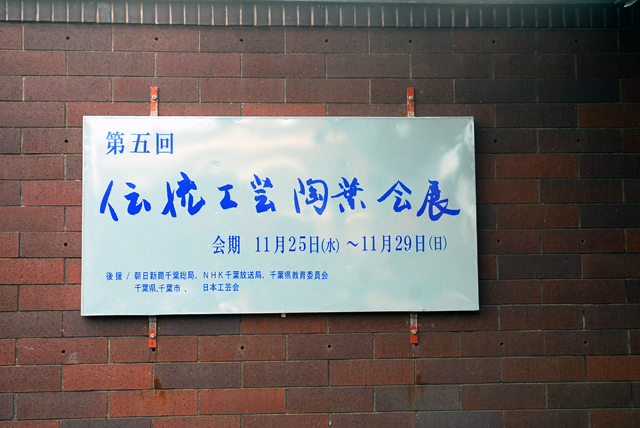 第五回
伝統工芸 陶葉会展
会期 11月25日(水) ～11月29日(日)
後援 / 朝日新聞千葉総局、NHK千葉放送局、千葉県教育委員会
千葉県、千葉市 、 日本工芸会